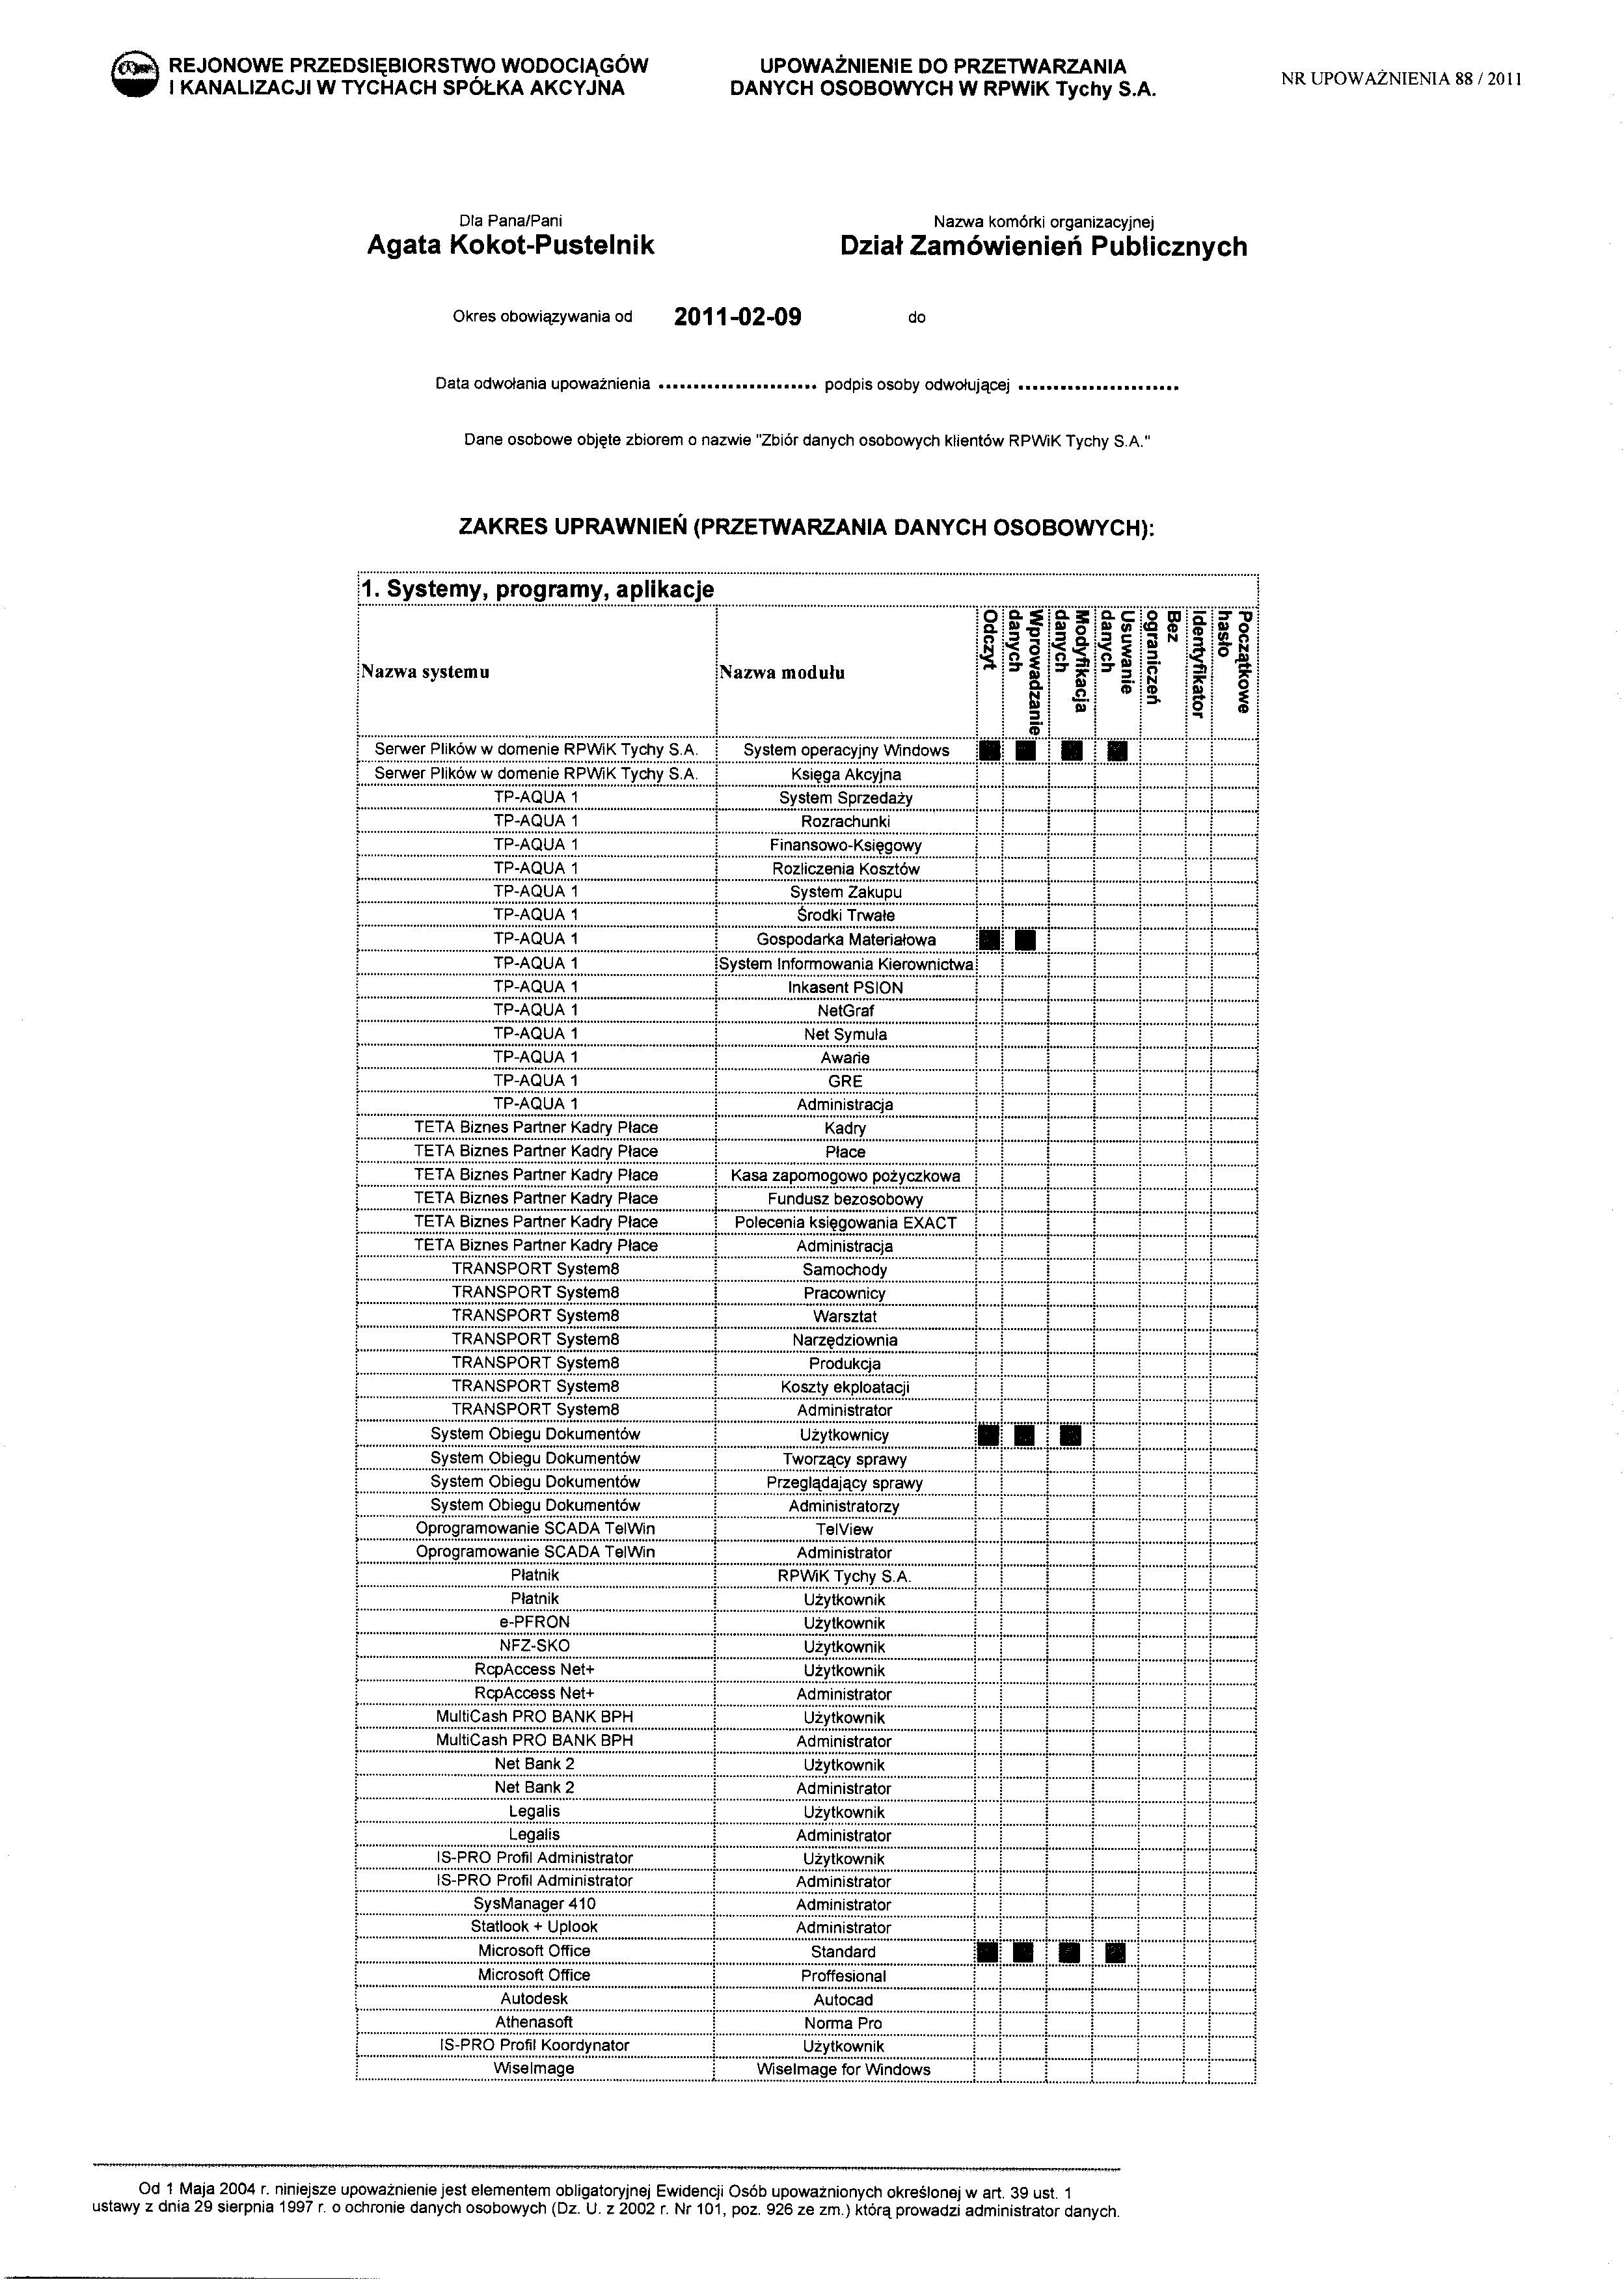 REJONOWE PRZEDSIĘBIORSTWO WODOCIĄGÓW
I KANALIZACJI W TYCHACH SPÓŁKA AKCYJNA
UPOWAŻNIENIE DO PRZETWARZANIA
DANYCH OSOBOWYCH W RPWiK Tychy S.A.
NR UPOWAŻNIENIA 88 / 2011
Dla Pana/Pani
Agata Kokot-Pustelnik
Nazwa komórki organizacyjnej
Dział Zamówienień Publicznych
Okres obowiązywania od 2011-02-09 do
Data odwołania upoważnienia ....................... podpis osoby odwołującej .......................
Dane osobowe objęte zbiorem o nazwie "Zbiór danych osobowych klientów RPWiK Tychy S.A."
ZAKRES UPRAWNIEŃ (PRZETWARZANIA DANYCH OSOBOWYCH):
1. Systemy, programy, aplikacje
Nazwa systemu
Nazwa modułu
Odczyt
Wprowadzanie
danych
Modyfikacja
danych
Usuwanie
danych
Bez
ograniczeń
Identyfikator
Początkowe
hasło
Serwer Plików w domenie RPWiK Tychy S.A. System operacyjny Windows
Serwer Plików w domenie RPWiK Tychy S.A. Księga Akcyjna
TP-AQUA 1 System Sprzedaży
TP-AQUA 1 Rozrachunki
TP-AQUA 1 Finansowo-Księgowy
TP-AQUA 1 Rozliczenia Kosztów
TP-AQUA 1 System Zakupu
TP-AQUA 1 Środki Trwałe
TP-AQUA 1 Gospodarka Materiałowa
TP-AQUA 1 System Informowania Kierownictwa
TP-AQUA 1 Inkasent PSION
TP-AQUA 1 NetGraf
TP-AQUA 1 Net Symula
TP-AQUA 1 Awarie
TP-AQUA 1 GRE
TP-AQUA 1 Administracja
TETA Biznes Partner Kadry Płace Kadry
TETA Biznes Partner Kadry Płace Płace
TETA Biznes Partner Kadry Płace Kasa zapomogowo pożyczkowa
TETA Biznes Partner Kadry Płace Fundusz bezosobowy
TETA Biznes Partner Kadry Płace Polecenia księgowania EXACT
TETA Biznes Partner Kadry Płace Administracja
TRANSPORT System8 Samochody
TRANSPORT System8 Pracownicy
TRANSPORT System8 Warsztat
TRANSPORT System8 Narzędziownia
TRANSPORT System8 Produkcja
TRANSPORT System8 Koszty ekploatacji
TRANSPORT System8 Administrator
System Obiegu Dokumentów Użytkownicy
System Obiegu Dokumentów Tworzący sprawy
System Obiegu Dokumentów Przeglądający sprawy
System Obiegu Dokumentów Administratorzy
Oprogramowanie SCADA TelWin TelView
Oprogramowanie SCADA TelWin Administrator
Płatnik RPWiK Tychy S.A.
Płatnik Użytkownik
e-PFRON Użytkownik
NFZ-SKO Użytkownik
RcpAccess Net+ Użytkownik
RcpAccess Net+ Administrator
MultiCash PRO BANK BPH Użytkownik
MultiCash PRO BANK BPH Administrator
Net Bank 2 Użytkownik
Net Bank 2 Administrator
Legalis Użytkownik
Legalis Administrator
IS-PRO Profil Administrator Użytkownik
IS-PRO Profil Administrator Administrator
SysManager 410 Administrator
Statlook + Uplook Administrator
Microsoft Office Standard
Microsoft Office Proffesional
Autodesk Autocad
Athenasoft Norma Pro
IS-PRO Profil Koordynator Użytkownik
WiseImage WiseImage for Windows
Od 1 Maja 2004 r. niniejsze upoważnienie jest elementem obligatoryjnej Ewidencji Osób upoważnionych określonej w art. 39 ust. 1
ustawy z dnia 29 sierpnia 1997 r. o ochronie danych osobowych (Dz. U. z 2002 r. Nr 101, poz. 926 ze zm.) którą prowadzi administrator danych.